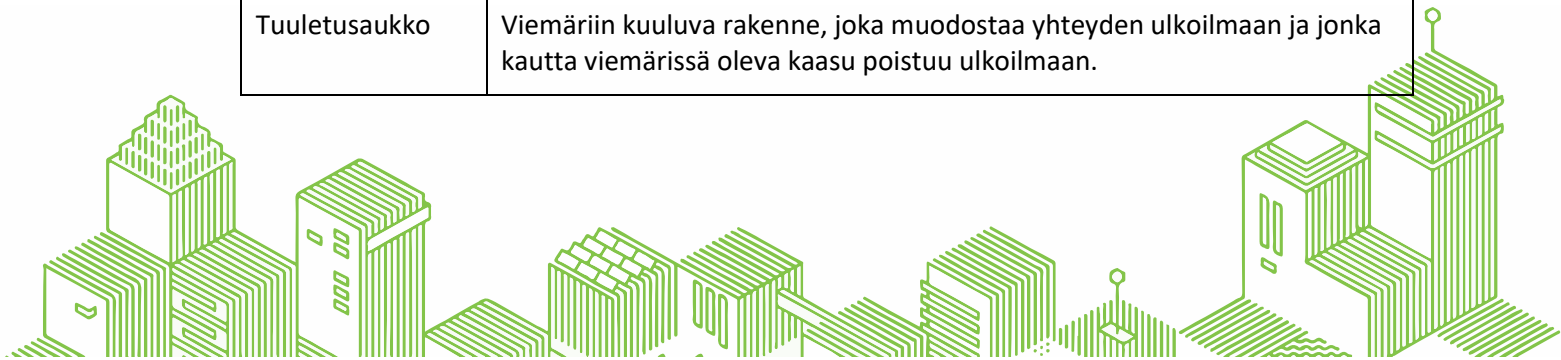 Tuuletusaukko
Viemäriin kuuluva rakenne, joka muodostaa yhteyden ulkoilmaan ja jonka
kautta viemärissä oleva kaasu poistuu ulkoilmaan.